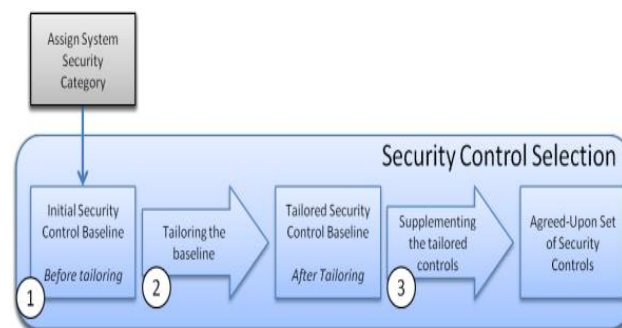 Assign System
Security
Category
Security Control Selection
Initial Security
Control Baseline
Before tailoring
1
Tailoring the
baseline
2
Tailored Security
Control Baseline
After Tailoring
Supplementing
the tailored
controls
3
Agreed-Upon Set
of Security
Controls